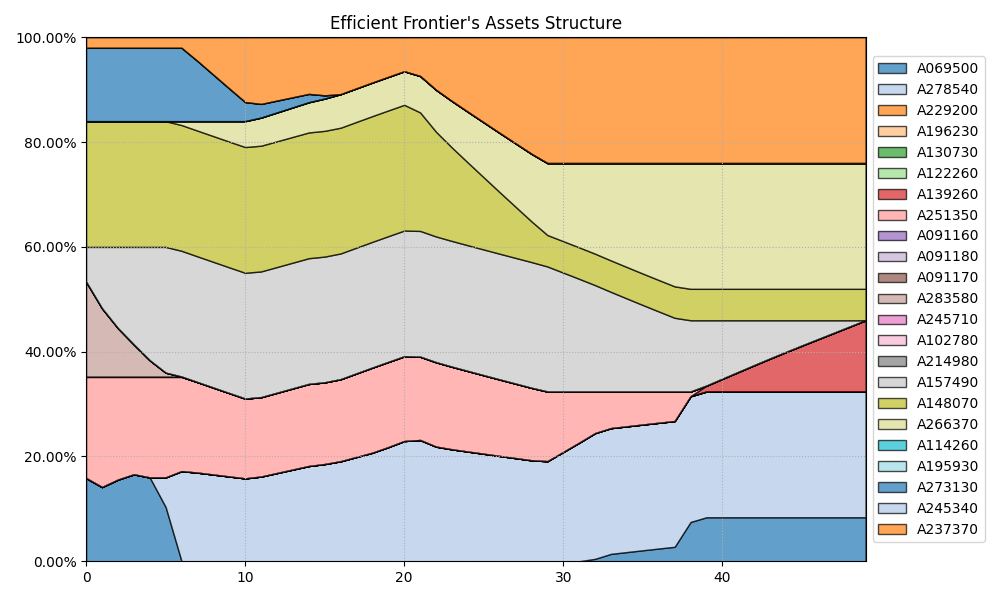 Efficient Frontier's Assets Structure
100.00%
80.00%
60.00%
40.00%
20.00%
0.00%
0
10
20
30
40
A069500
A278540
A229200
A196230
A130730
A122260
A139260
A251350
A091160
A091180
A091170
A283580
A245710
A102780
A214980
A157490
A148070
A266370
A114260
A195930
A273130
A245340
A237370